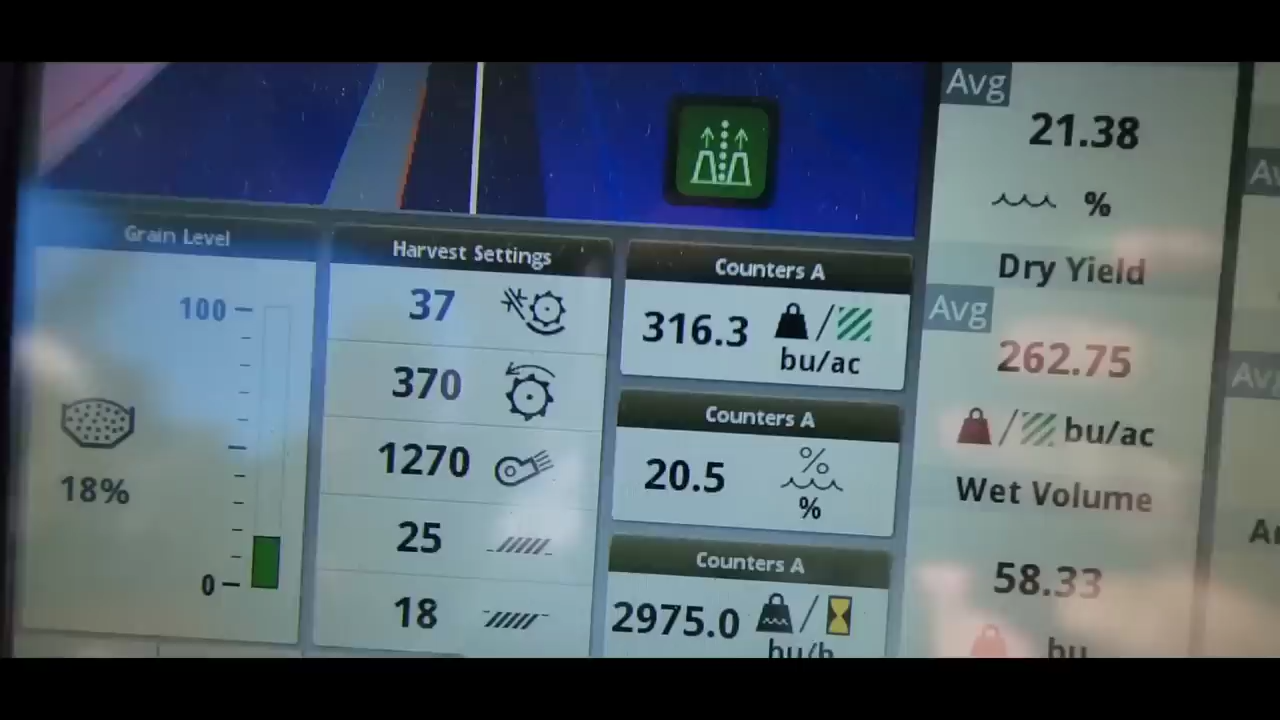 Grain Level
100
18%
0
Harvest Settings
37
370
1270
25
18
Counters A
316.3
/
bu/ac
Counters A
20.5
%
%
Counters A
2975.0
/
bu/h
Avg
21.38
%
Dry Yield
Avg
262.75
/
bu/ac
Wet Volume
58.33
bu